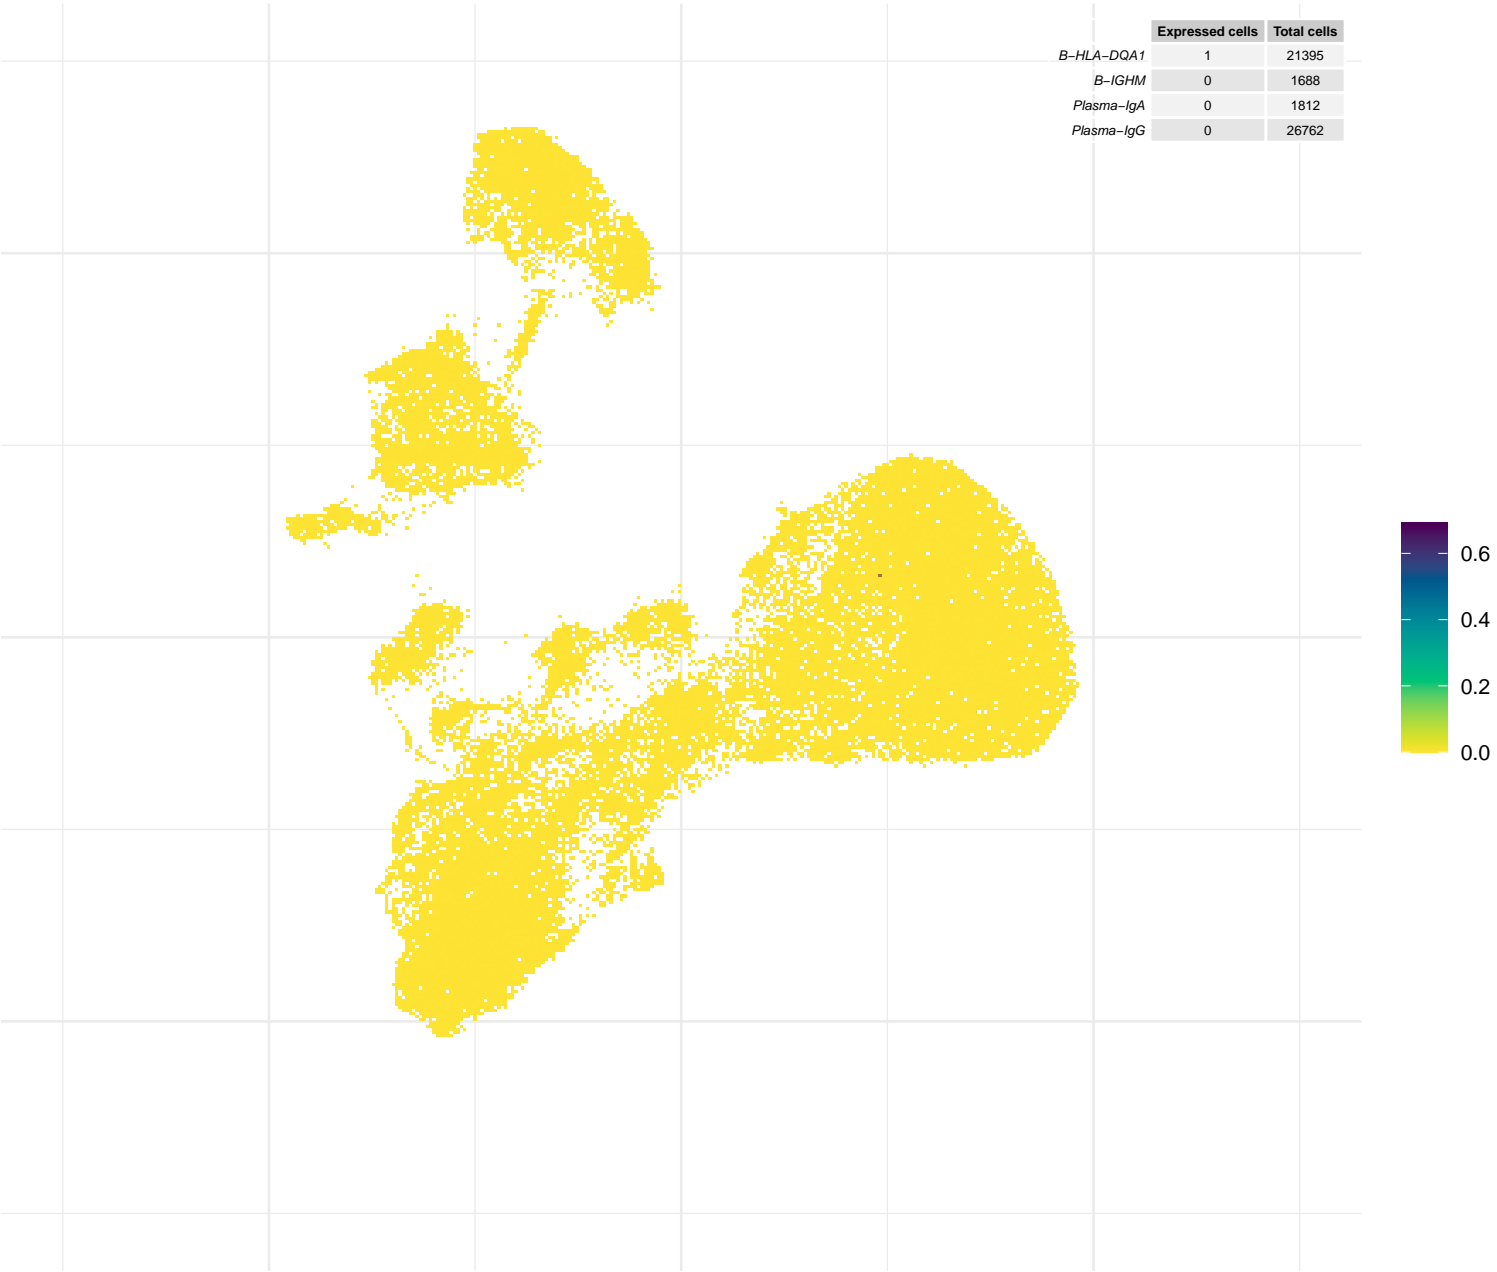 Expressed cells Total cells
B−HLA−DQA1 1 21395
B−IGHM 0 1688
Plasma−IgA 0 1812
Plasma−IgG 0 26762
0.6
0.4
0.2
0.0